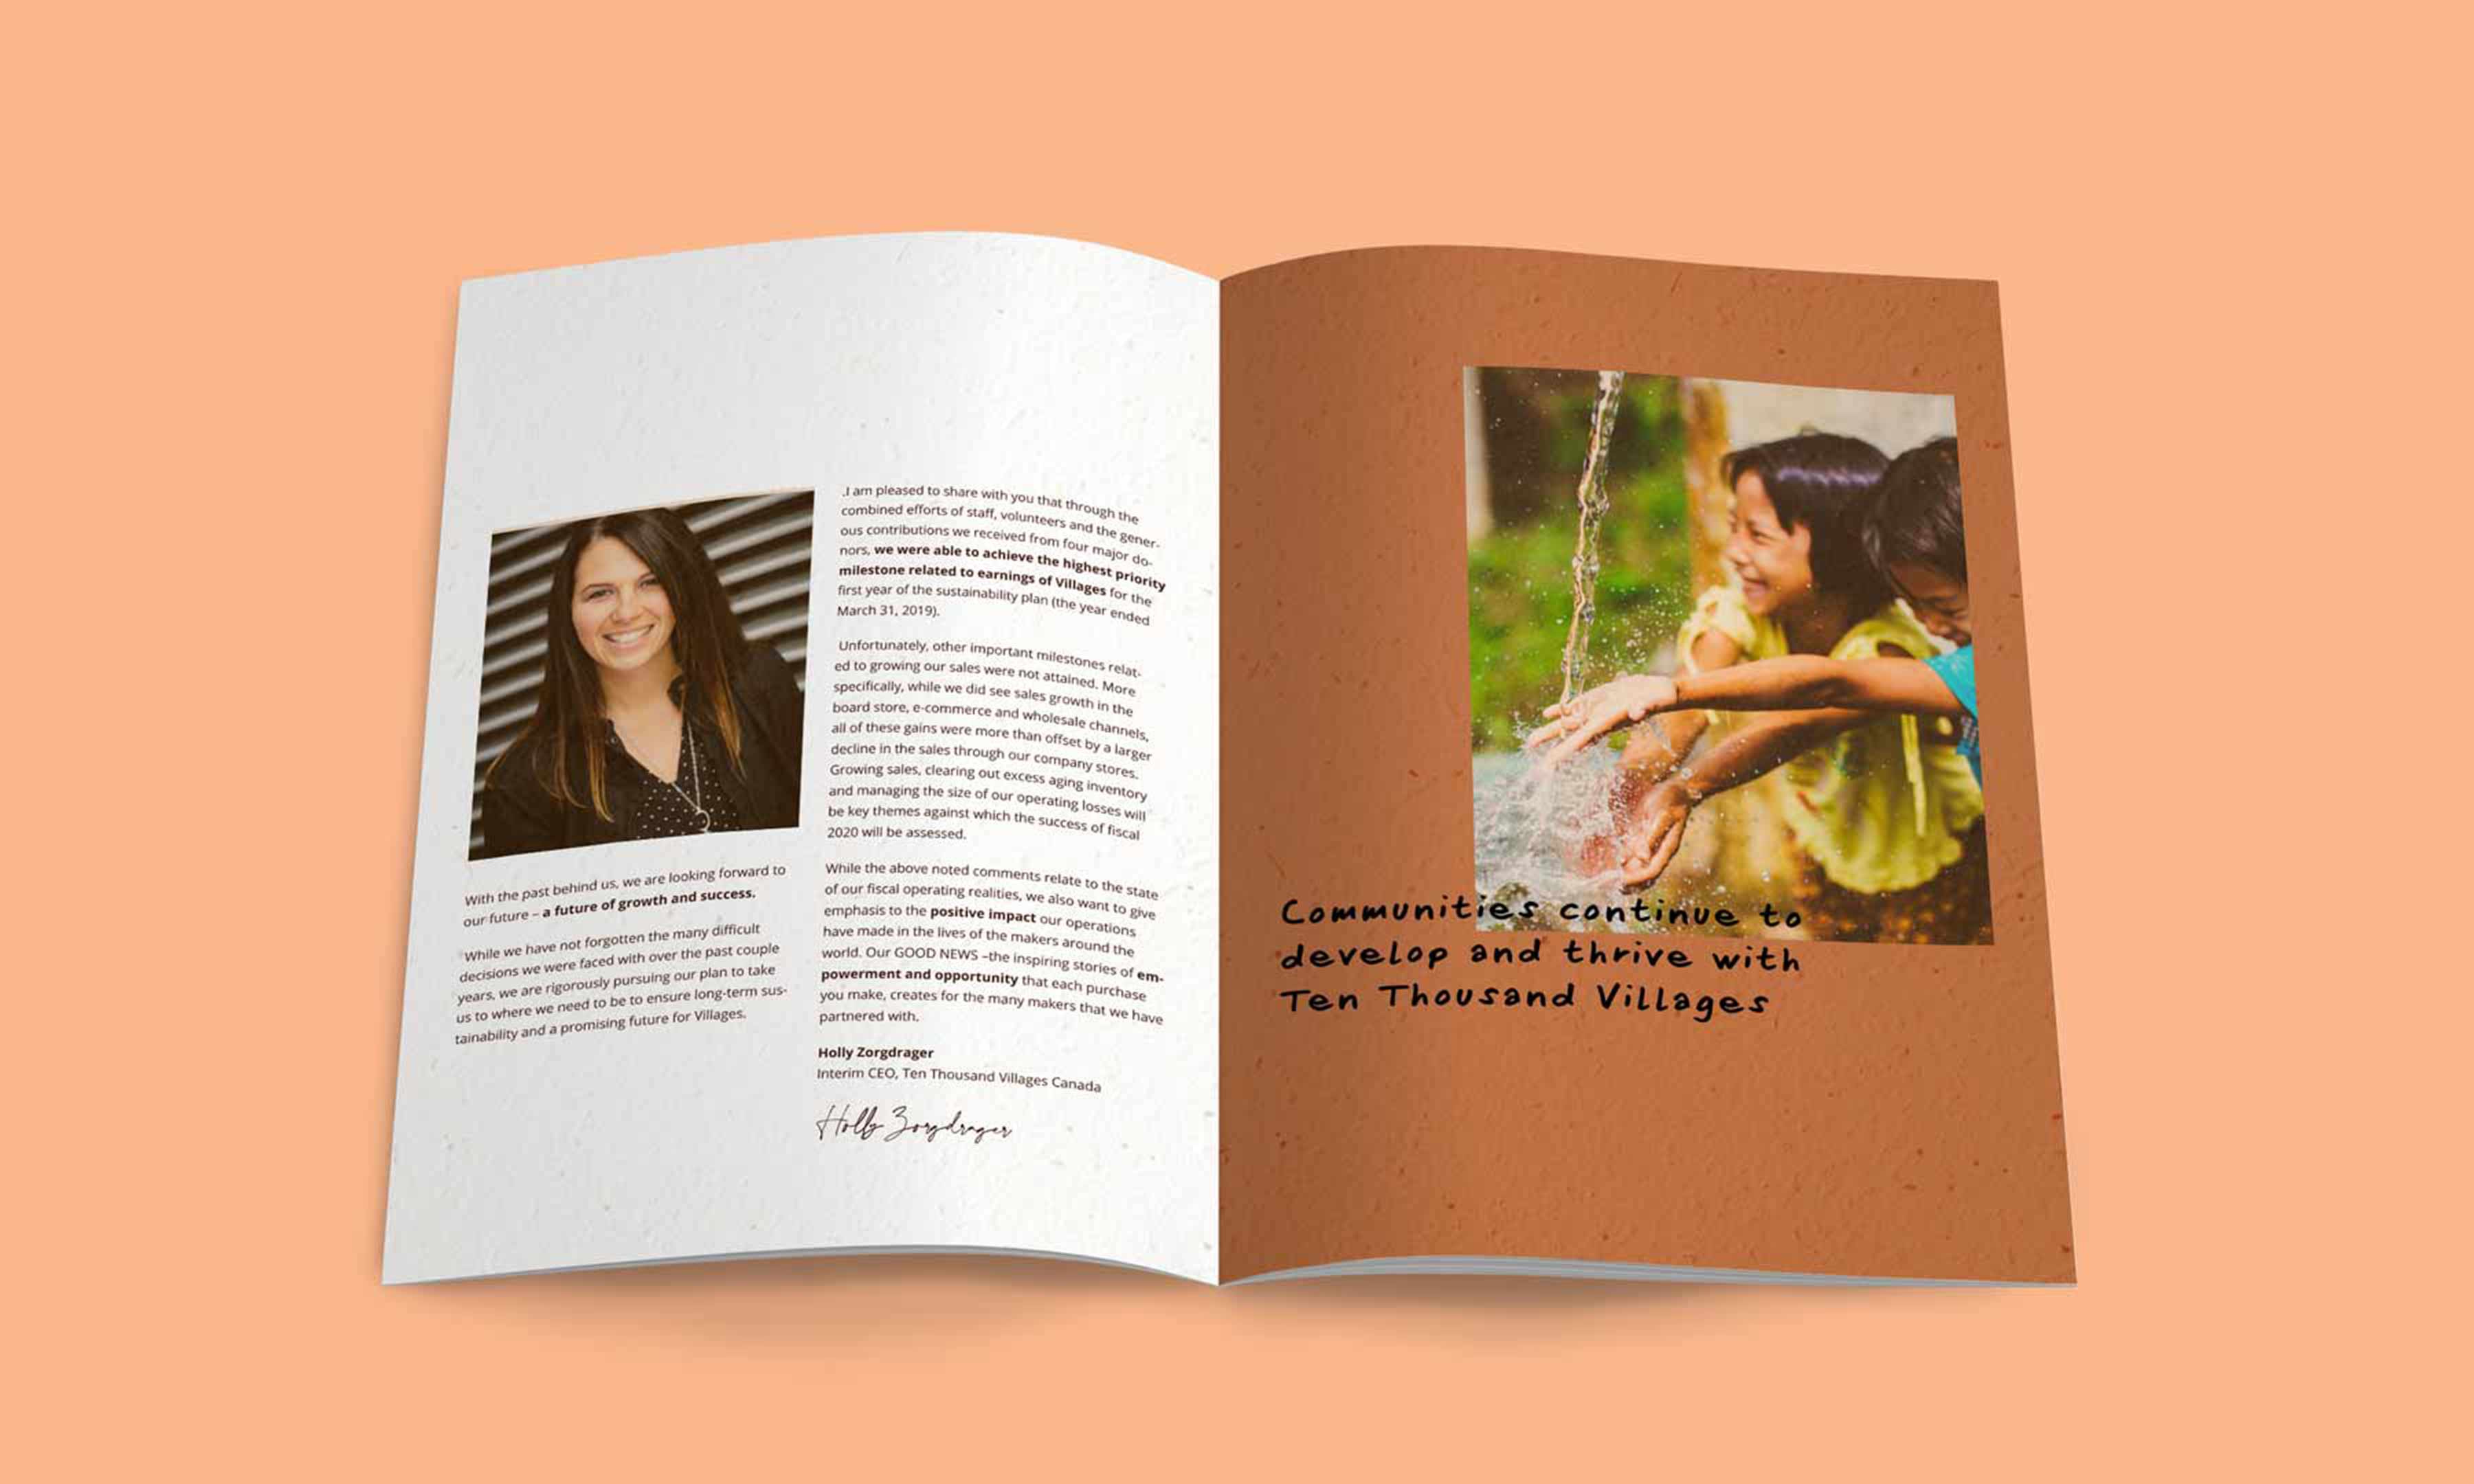 With the past behind us, we are looking forward to
our future – a future of growth and success.
While we have not forgotten the many difficult
decisions we were faced with over the past couple
years, we are rigorously pursuing our plan to take
us to where we need to be to ensure long-term sus-
tainability and a promising future for Villages.
.I am pleased to share with you that through the
combined efforts of staff, volunteers and the gener-
ous contributions we received from four major do-
nors, we were able to achieve the highest priority
milestone related to earnings of Villages for the
first year of the sustainability plan (the year ended
March 31, 2019).
Unfortunately, other important milestones relat-
ed to growing our sales were not attained. More
specifically, while we did see sales growth in the
board store, e-commerce and wholesale channels,
all of these gains were more than offset by a larger
decline in the sales through our company stores.
Growing sales, clearing out excess aging inventory
and managing the size of our operating losses will
be key themes against which the success of fiscal
2020 will be assessed.
While the above noted comments relate to the state
of our fiscal operating realities, we also want to give
emphasis to the positive impact our operations
have made in the lives of the makers around the
world. Our GOOD NEWS –the inspiring stories of em-
powerment and opportunity that each purchase
you make, creates for the many makers that we have
partnered with.
Holly Zorgdrager
Interim CEO, Ten Thousand Villages Canada
Holly Zorgdrager
Communities continue to
develop and thrive with
Ten Thousand Villages